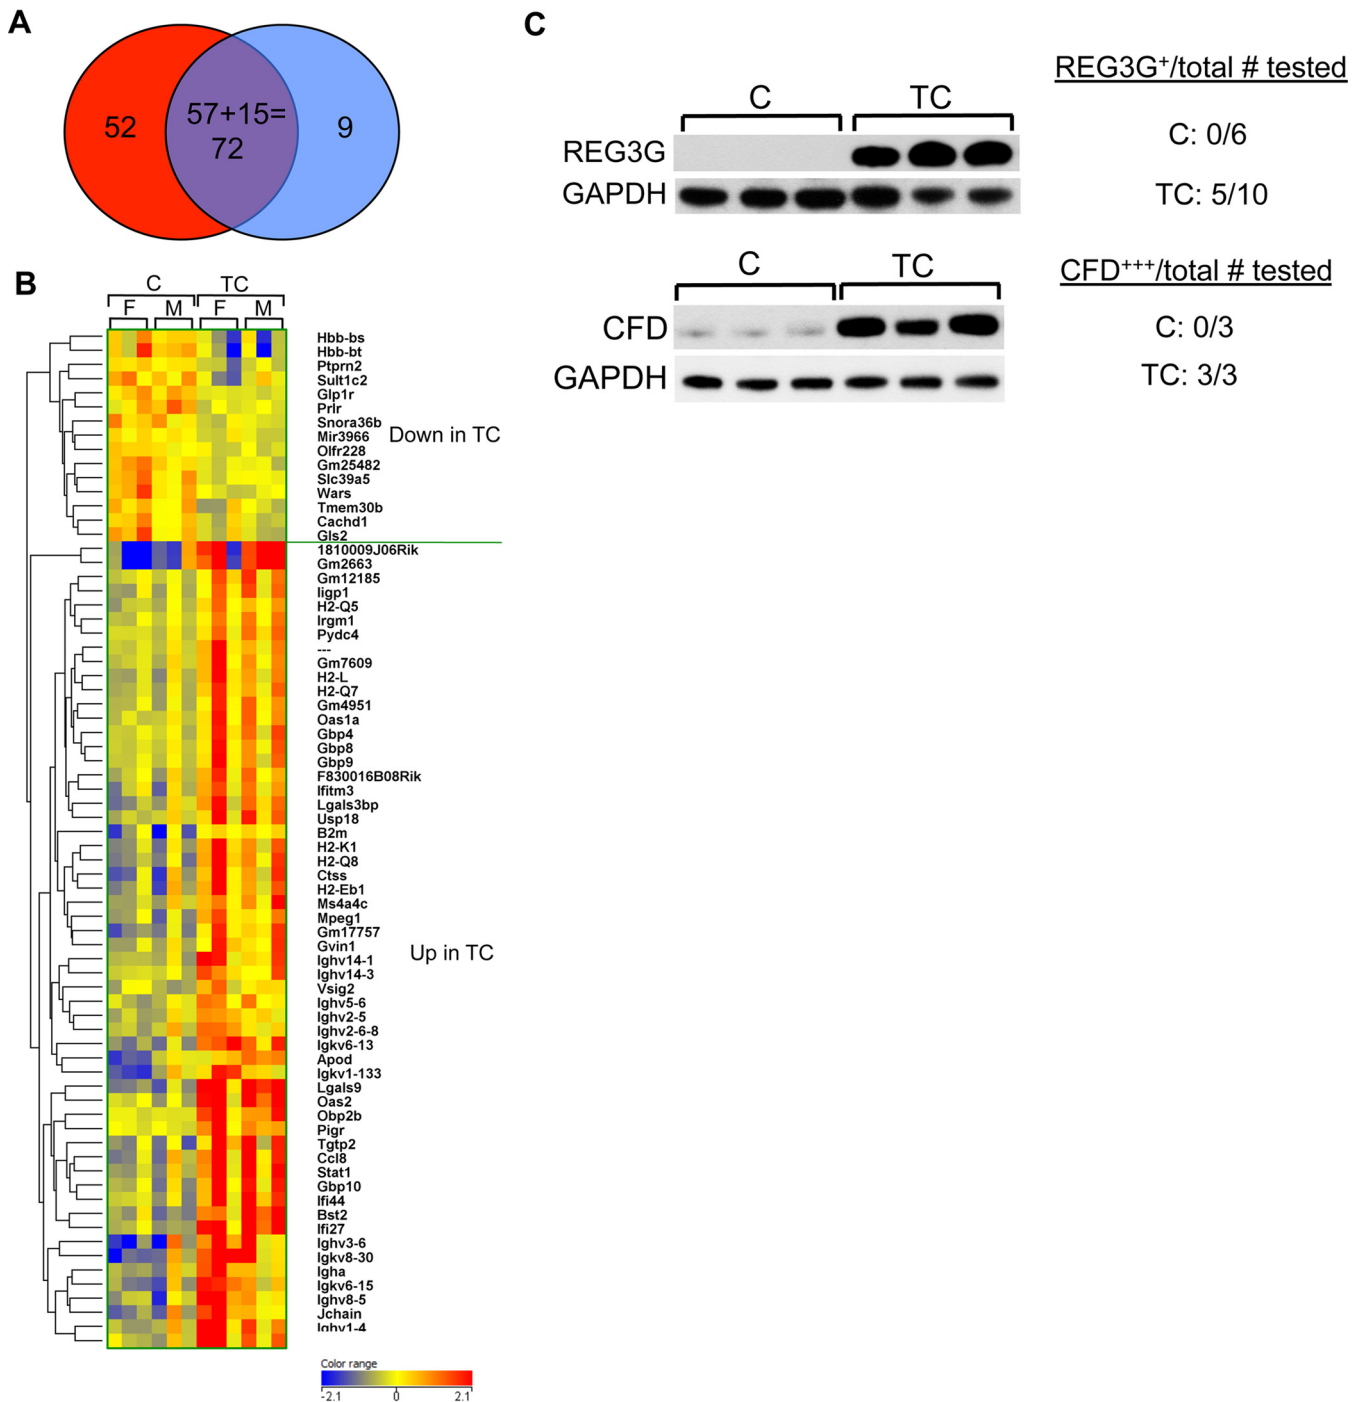 A
52
57+15=
72
9
B
C
TC
F
M
F
M
Hbb-bs
Hbb-bt
Ptprn2
Sult1c2
Glp1r
Prlr
Snora36b
Mir3966
Olfr228
Gm25482
Slc39a5
Wars
Tmem30b
Cachd1
Gls2
Down in TC
1810009J06Rik
Gm2663
Gm12185
Iigp1
H2-Q5
Irgm1
Pydc4
---
Gm7609
H2-L
H2-Q7
Gm4951
Oas1a
Gbp4
Gbp8
Gbp9
F830016B08Rik
Ifitm3
Lgals3bp
Usp18
B2m
H2-K1
H2-Q8
Ctss
H2-Eb1
Ms4a4c
Mpeg1
Gm17757
Gvin1
Ighv14-1
Ighv14-3
Vsig2
Ighv5-6
Ighv2-5
Ighv2-6-8
Igkv6-13
Apod
Igkv1-133
Lgals9
Oas2
Obp2b
Pigr
Tgtp2
Ccl8
Stat1
Gbp10
Ifi44
Bst2
Ifi27
Ighv3-6
Igkv8-30
Igha
Igkv6-15
Ighv8-5
Jchain
Ighv1-4
Up in TC
Color range
-2.1 0 2.1
C
C
TC
REG3G
GAPDH
REG3G⁺/total # tested
C: 0/6
TC: 5/10
C
TC
CFD
GAPDH
CFD⁺⁺⁺/total # tested
C: 0/3
TC: 3/3